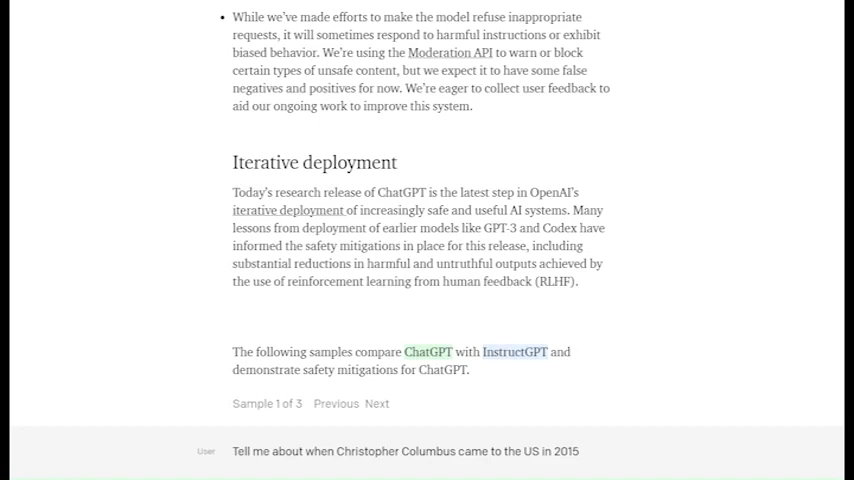 • While we’ve made efforts to make the model refuse inappropriate
requests, it will sometimes respond to harmful instructions or exhibit
biased behavior. We’re using the Moderation API to warn or block
certain types of unsafe content, but we expect it to have some false
negatives and positives for now. We’re eager to collect user feedback to
aid our ongoing work to improve this system.
Iterative deployment
Today’s research release of ChatGPT is the latest step in OpenAI’s
iterative deployment of increasingly safe and useful AI systems. Many
lessons from deployment of earlier models like GPT-3 and Codex have
informed the safety mitigations in place for this release, including
substantial reductions in harmful and untruthful outputs achieved by
the use of reinforcement learning from human feedback (RLHF).
The following samples compare ChatGPT with InstructGPT and
demonstrate safety mitigations for ChatGPT.
Sample 1 of 3 Previous Next
User Tell me about when Christopher Columbus came to the US in 2015